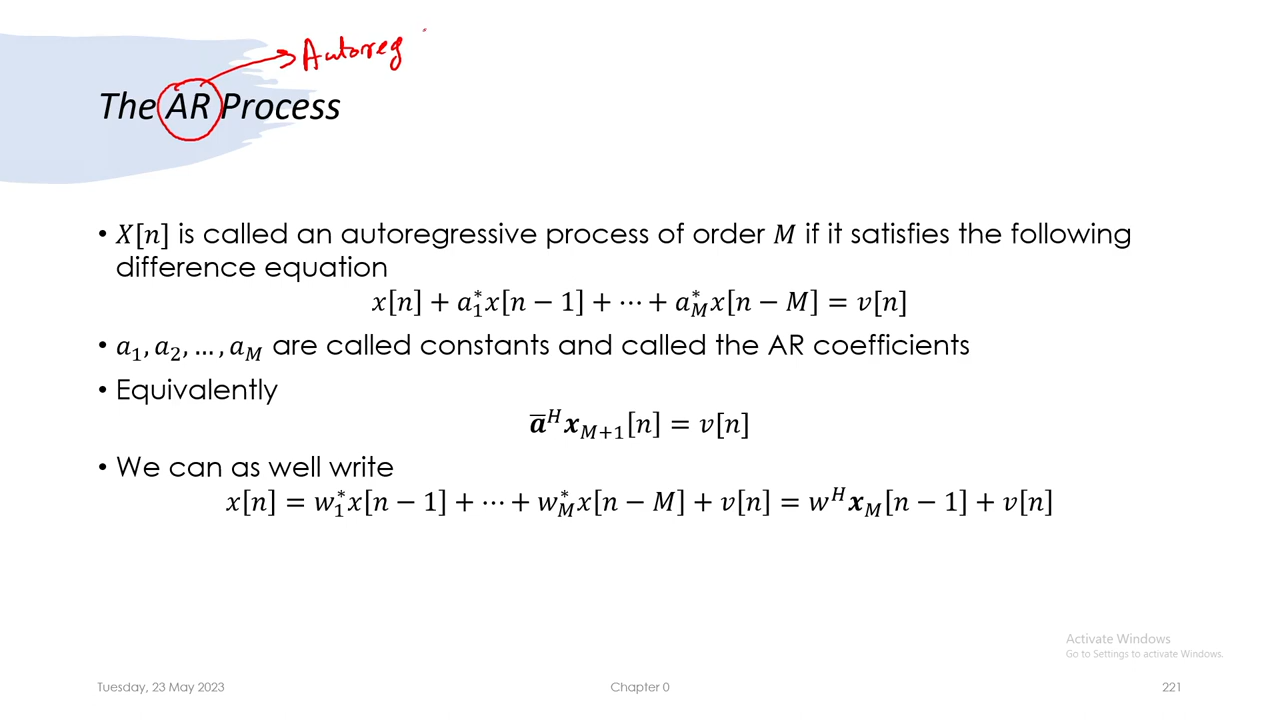 Autoreg
The AR Process
• X[n] is called an autoregressive process of order M if it satisfies the following
difference equation
x[n] + a₁*x[n − 1] + ⋯ + a_M*x[n − M] = v[n]
• a₁, a₂, … , a_M are called constants and called the AR coefficients
• Equivalently
a̅ᴴx_{M+1}[n] = v[n]
• We can as well write
x[n] = w₁*x[n − 1] + ⋯ + w_M*x[n − M] + v[n] = wᴴx_M[n − 1] + v[n]
Activate Windows
Go to Settings to activate Windows.
Tuesday, 23 May 2023 Chapter 0 221